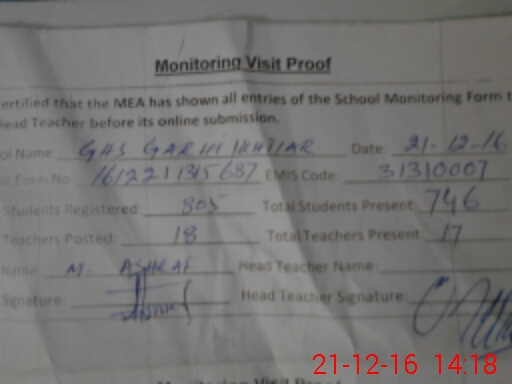 Monitoring Visit Proof
ertified that the MEA has shown all entries of the School Monitoring Form t
Head Teacher before its online submission.
ol Name: GHS GARHI IKHTIAR Date: 21-12-16.
Form No: 161221135687 EMIS Code: 31310007
Students Registered: 805 Total Students Present: 746
Teachers Posted: 18 Total Teachers Present: 17
Name: M. ASHRAF Head Teacher Name:
Signature: Head Teacher Signature:
21-12-16 14:18